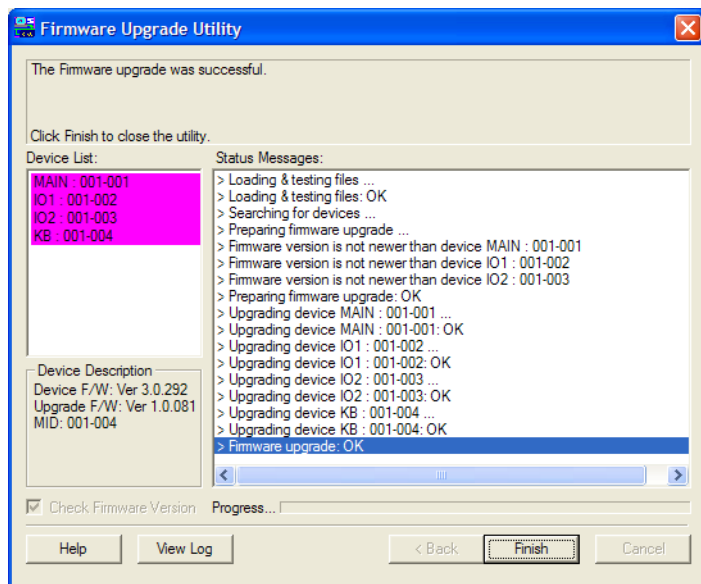 Firmware Upgrade Utility
The Firmware upgrade was successful.
Click Finish to close the utility.
Device List:
MAIN : 001-001
IO1 : 001-002
IO2 : 001-003
KB : 001-004
Status Messages:
> Loading & testing files ...
> Loading & testing files: OK
> Searching for devices ...
> Preparing firmware upgrade ...
> Firmware version is not newer than device MAIN : 001-001
> Firmware version is not newer than device IO1 : 001-002
> Firmware version is not newer than device IO2 : 001-003
> Preparing firmware upgrade: OK
> Upgrading device MAIN : 001-001 ...
> Upgrading device MAIN : 001-001: OK
> Upgrading device IO1 : 001-002 ...
> Upgrading device IO1 : 001-002: OK
> Upgrading device IO2 : 001-003 ...
> Upgrading device IO2 : 001-003: OK
> Upgrading device KB : 001-004 ...
> Upgrading device KB : 001-004: OK
> Firmware upgrade: OK
Device Description
Device F/W: Ver 3.0.292
Upgrade F/W: Ver 1.0.081
MID: 001-004
Check Firmware Version
Progress...
Help
View Log
< Back
Finish
Cancel